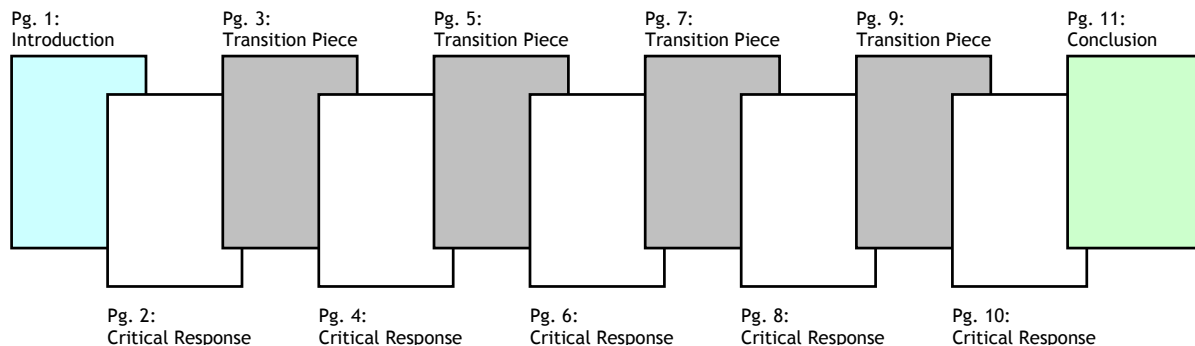 Pg. 1:
Introduction
Pg. 3:
Transition Piece
Pg. 5:
Transition Piece
Pg. 7:
Transition Piece
Pg. 9:
Transition Piece
Pg. 11:
Conclusion
Pg. 2:
Critical Response
Pg. 4:
Critical Response
Pg. 6:
Critical Response
Pg. 8:
Critical Response
Pg. 10:
Critical Response